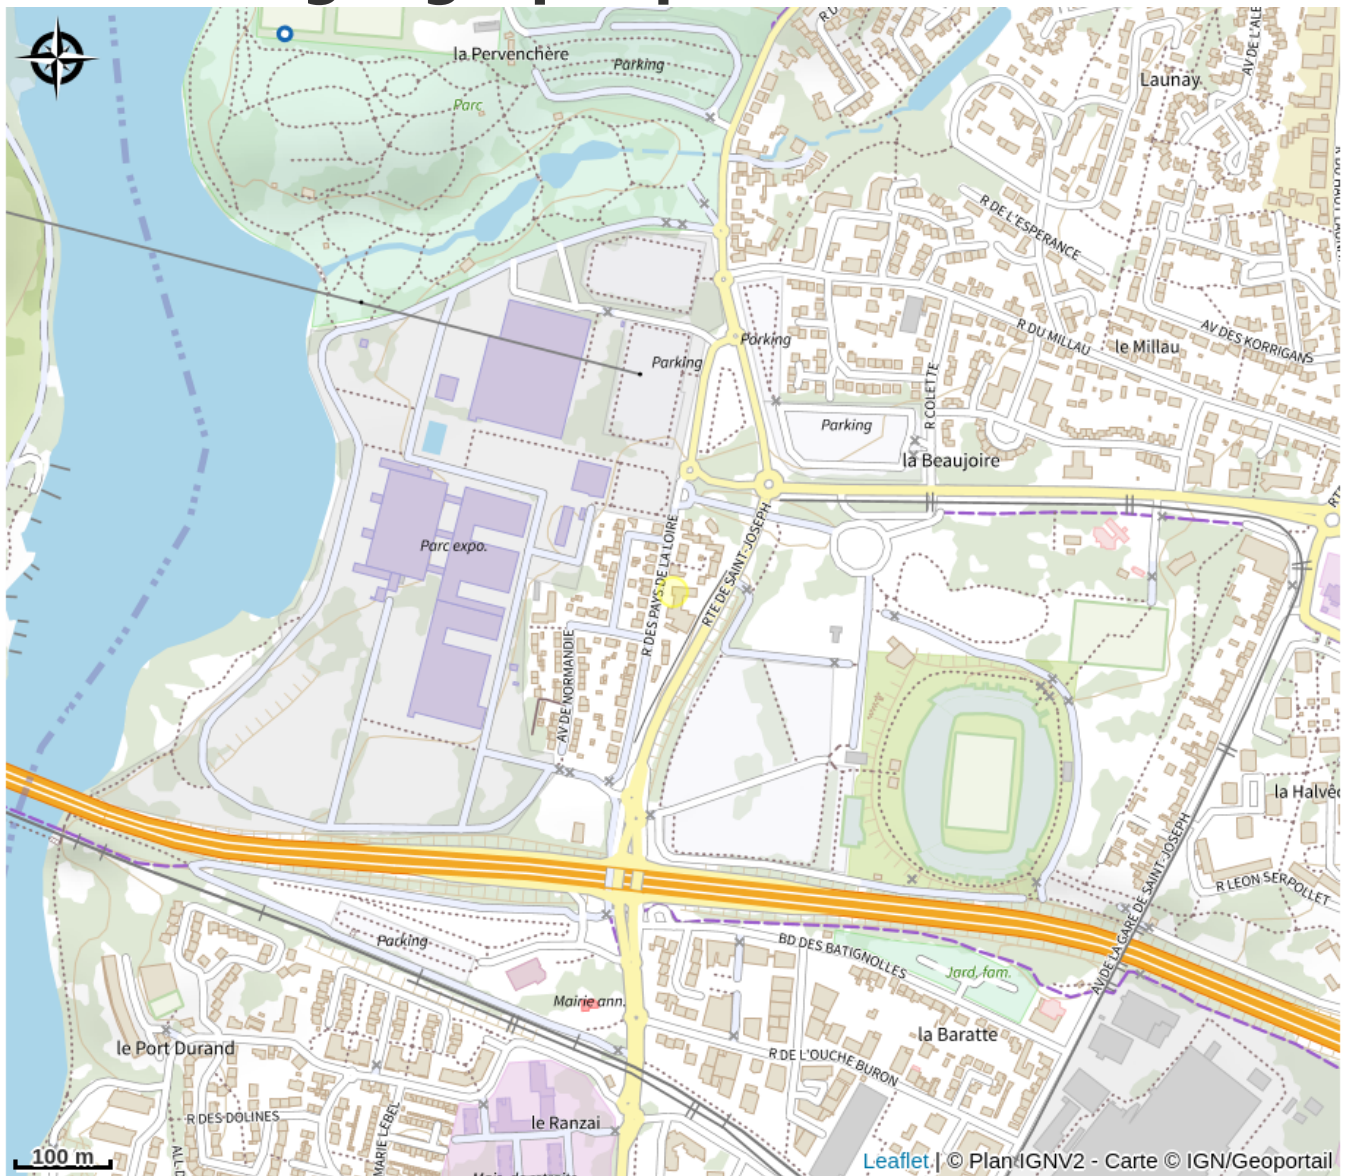 la Pervenchère
Parking
Launay
Parc
R DE L'ESPERANCE
Parking
Parking
R DU MILLAU
AV DES KORRIGANS
le Millau
R COLETTE
Parking
la Beaujoire
Parc expo.
R DES PAYS DE LA LOIRE
RTE DE SAINT-JOSEPH
AV DE NORMANDIE
la Halvê
AV DE LA GARE DE SAINT-JOSEPH
R LEON SERPOLLET
Parking
BD DES BATIGNOLLES
Jard. fam.
Mairie ann.
la Baratte
le Port Durand
R DE L'OUCHE BURON
R DES DOLINES
MARIE LEBEL
le Ranzai
100 m
Leaflet | © Plan IGNV2 - Carte © IGN/Geoportail